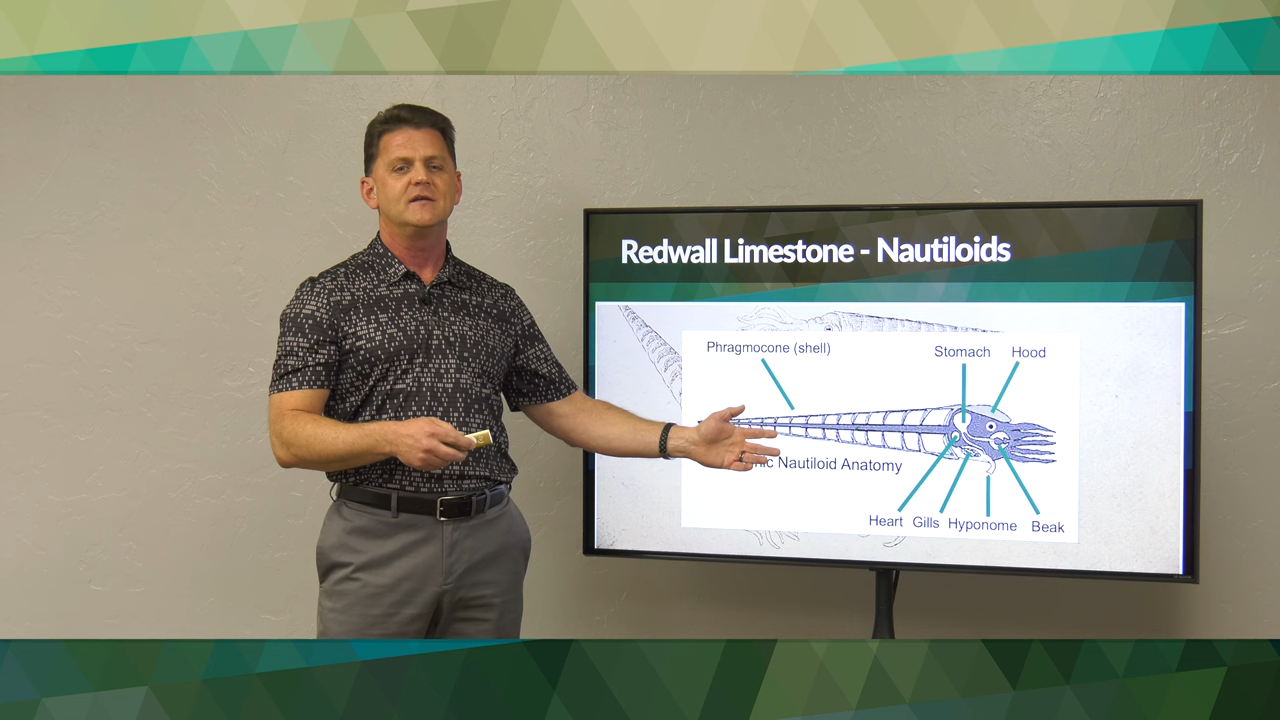 Redwall Limestone - Nautiloids
Phragmocone (shell)
Stomach Hood
Nautiloid Anatomy
Heart Gills Hyponome Beak